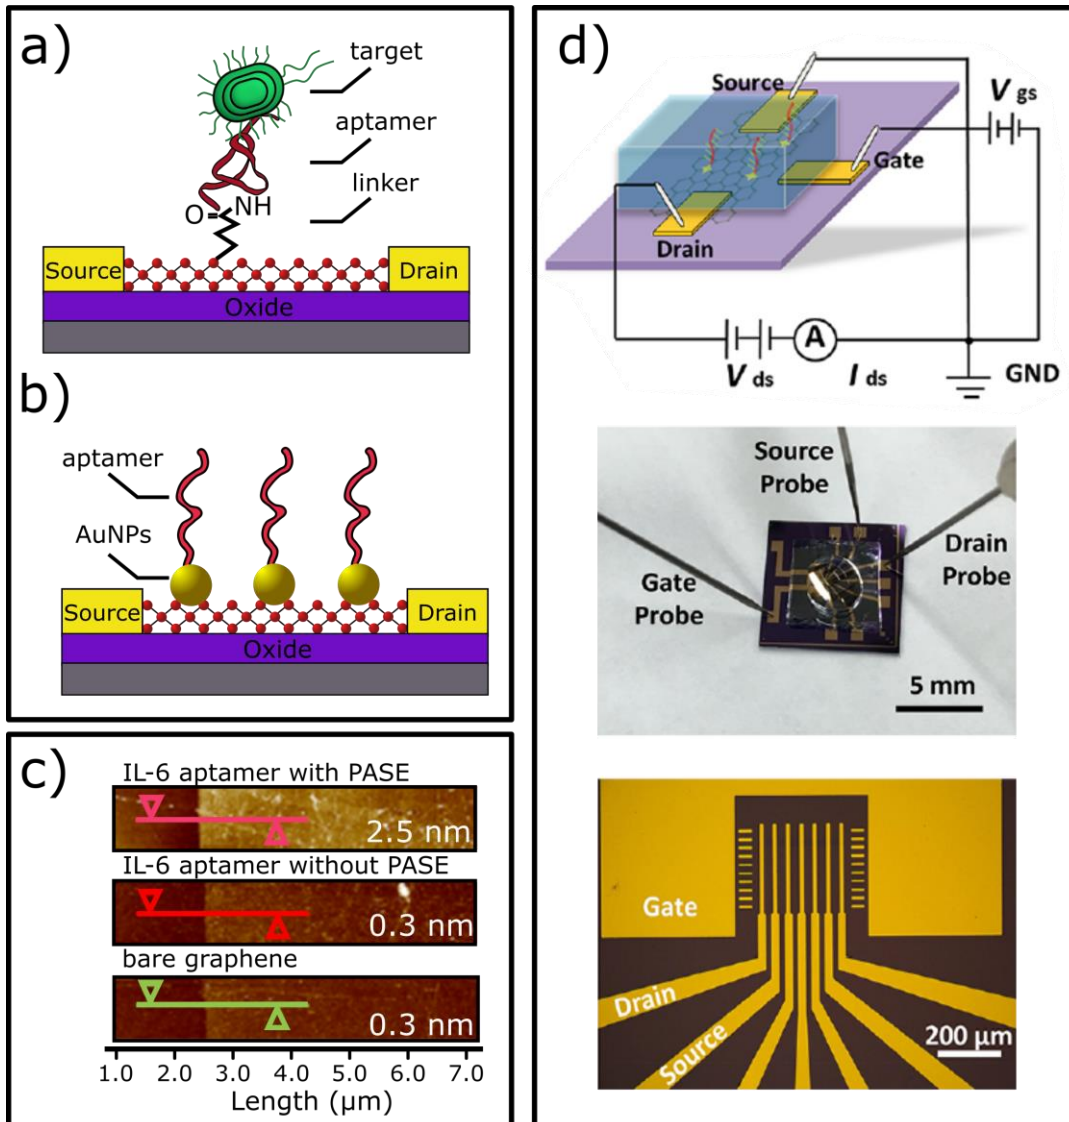 a)
target
aptamer
linker
O=
NH
Source
Drain
Oxide
b)
aptamer
AuNPs
Source
Drain
Oxide
c)
IL-6 aptamer with PASE
2.5 nm
IL-6 aptamer without PASE
0.3 nm
bare graphene
0.3 nm
1.0 2.0 3.0 4.0 5.0 6.0 7.0
Length (µm)
d)
Source
V gs
Gate
Drain
A
V ds
I ds
GND
Source
Probe
Drain
Probe
Gate
Probe
5 mm
Gate
Drain
Source
200 µm